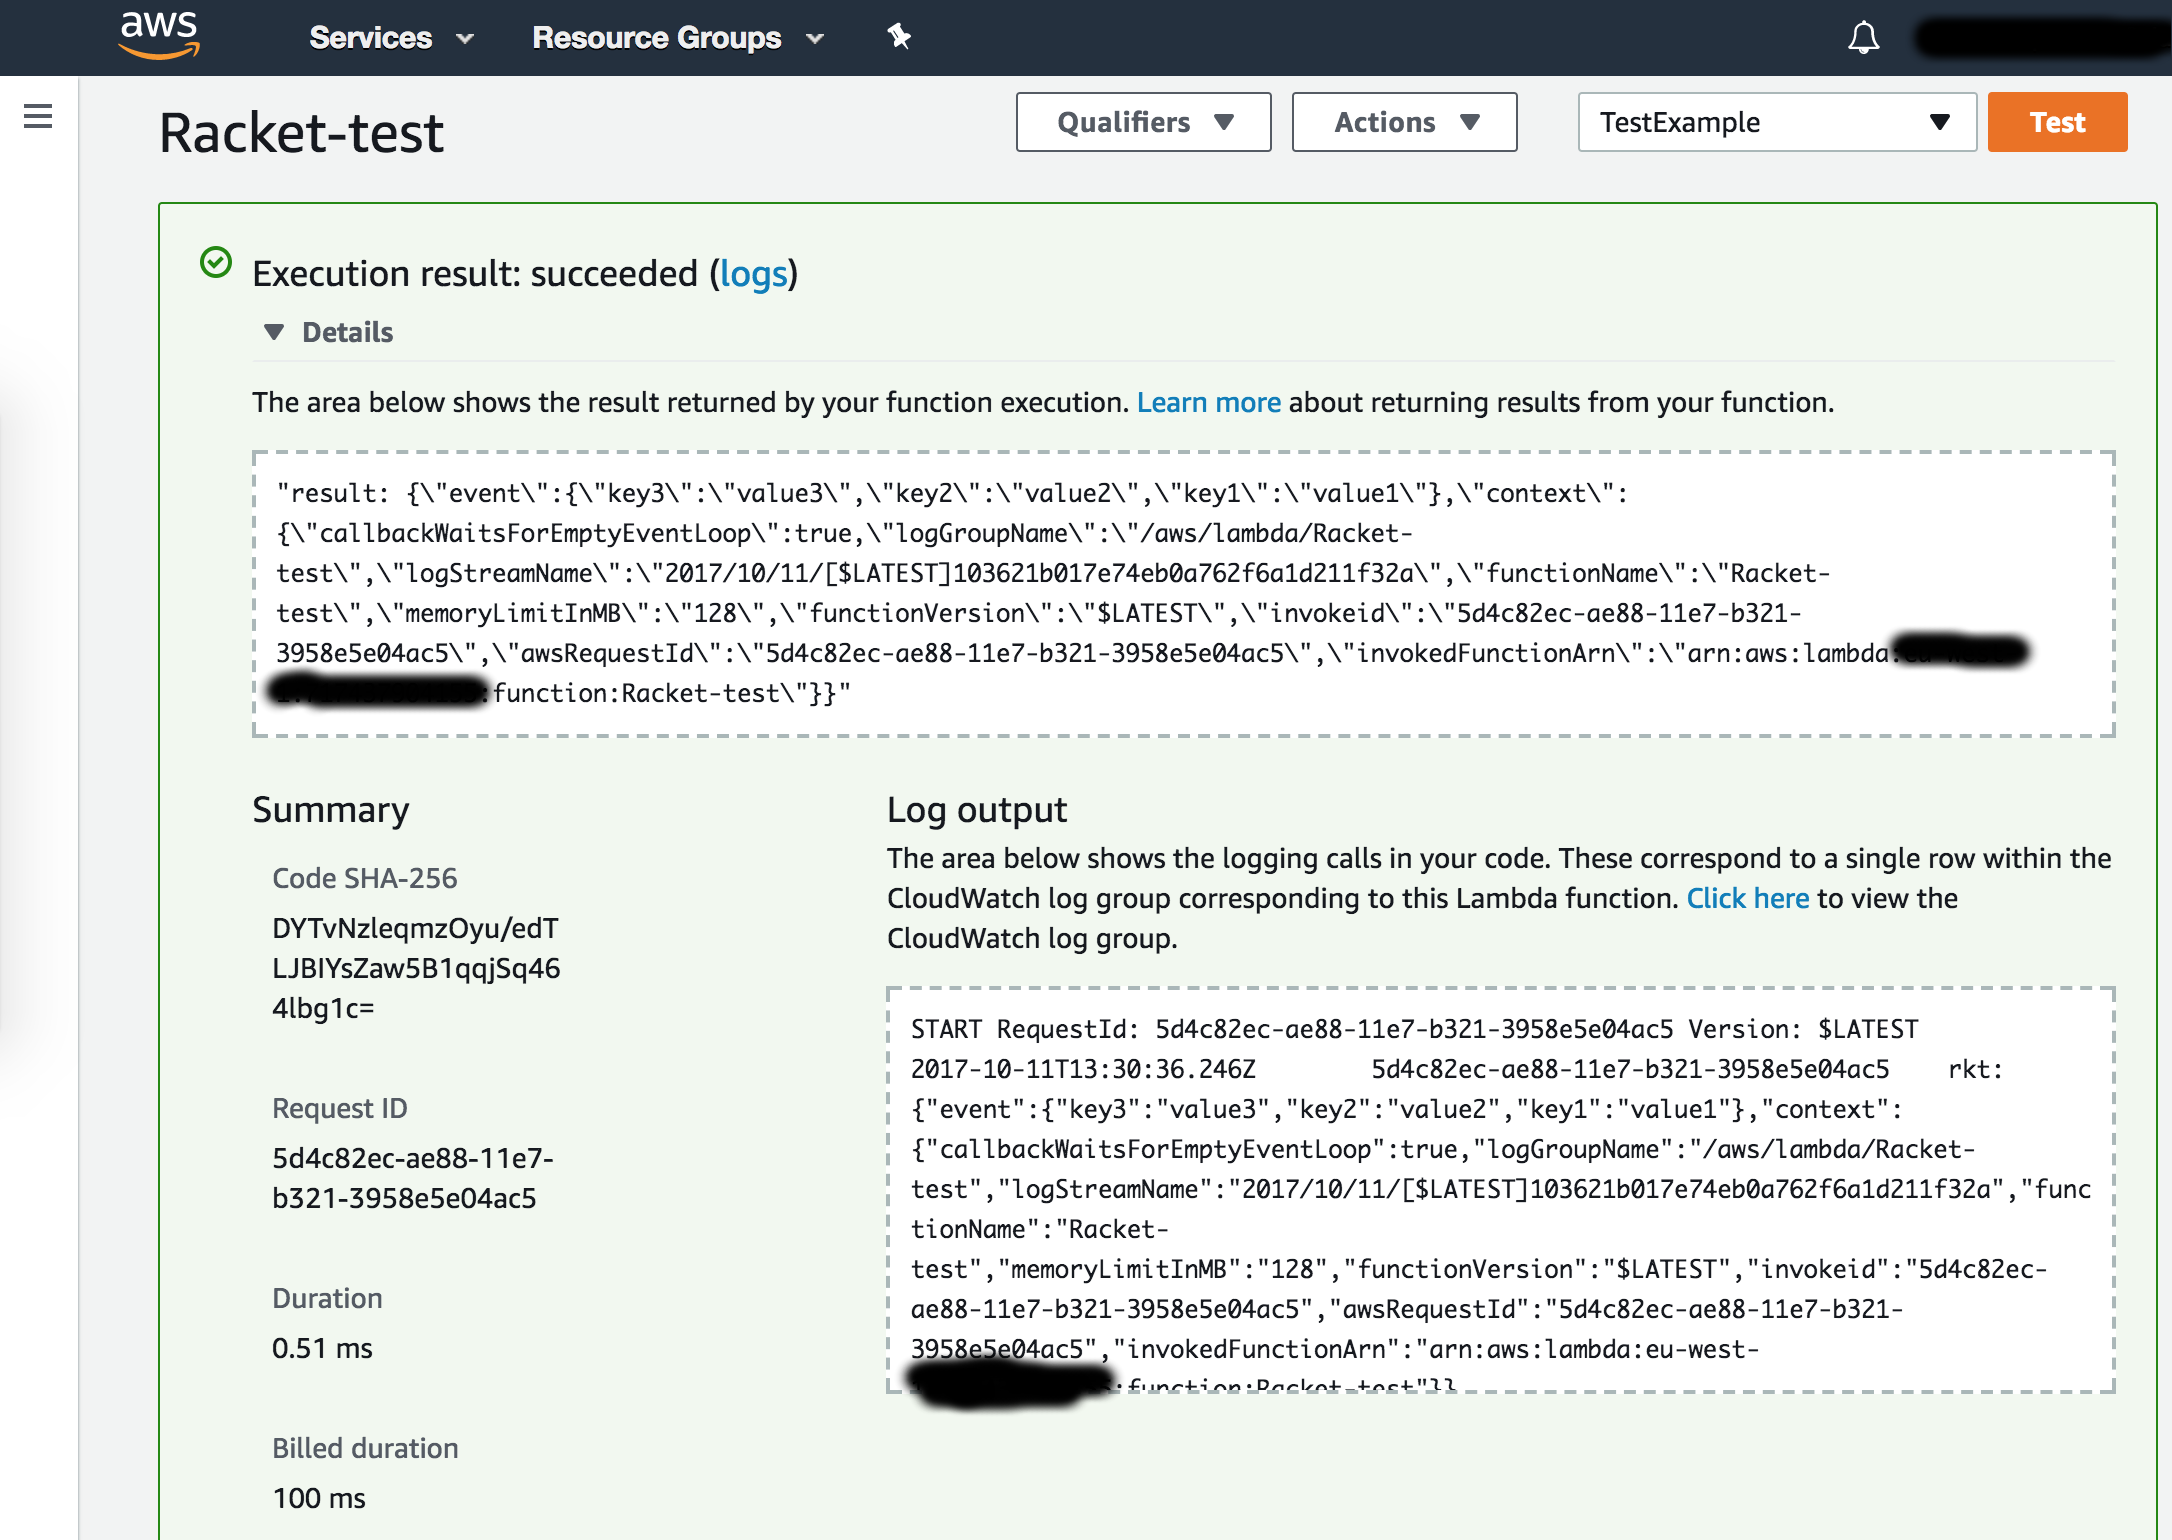 aws Services Resource Groups
Racket-test Qualifiers Actions TestExample Test
Execution result: succeeded (logs)
Details
The area below shows the result returned by your function execution. Learn more about returning results from your function.
"result: {\"event\":{\"key3\":\"value3\",\"key2\":\"value2\",\"key1\":\"value1\"},\"context\":
{\"callbackWaitsForEmptyEventLoop\":true,\"logGroupName\":\"/aws/lambda/Racket-
test\",\"logStreamName\":\"2017/10/11/[$LATEST]103621b017e74eb0a762f6a1d211f32a\",\"functionName\":\"Racket-
test\",\"memoryLimitInMB\":\"128\",\"functionVersion\":\"$LATEST\",\"invokeid\":\"5d4c82ec-ae88-11e7-b321-
3958e5e04ac5\",\"awsRequestId\":\"5d4c82ec-ae88-11e7-b321-3958e5e04ac5\",\"invokedFunctionArn\":\"arn:aws:lambda:
:function:Racket-test\"}}"
Summary
Code SHA-256
DYTvNzleqmzOyu/edT
LJBIYsZaw5B1qqjSq46
4lbg1c=
Request ID
5d4c82ec-ae88-11e7-
b321-3958e5e04ac5
Duration
0.51 ms
Billed duration
100 ms
Log output
The area below shows the logging calls in your code. These correspond to a single row within the
CloudWatch log group corresponding to this Lambda function. Click here to view the
CloudWatch log group.
START RequestId: 5d4c82ec-ae88-11e7-b321-3958e5e04ac5 Version: $LATEST
2017-10-11T13:30:36.246Z 5d4c82ec-ae88-11e7-b321-3958e5e04ac5 rkt:
{"event":{"key3":"value3","key2":"value2","key1":"value1"},"context":
{"callbackWaitsForEmptyEventLoop":true,"logGroupName":"/aws/lambda/Racket-
test","logStreamName":"2017/10/11/[$LATEST]103621b017e74eb0a762f6a1d211f32a","func
tionName":"Racket-
test","memoryLimitInMB":"128","functionVersion":"$LATEST","invokeid":"5d4c82ec-
ae88-11e7-b321-3958e5e04ac5","awsRequestId":"5d4c82ec-ae88-11e7-b321-
3958e5e04ac5","invokedFunctionArn":"arn:aws:lambda:eu-west-
:function:Racket-test"}}